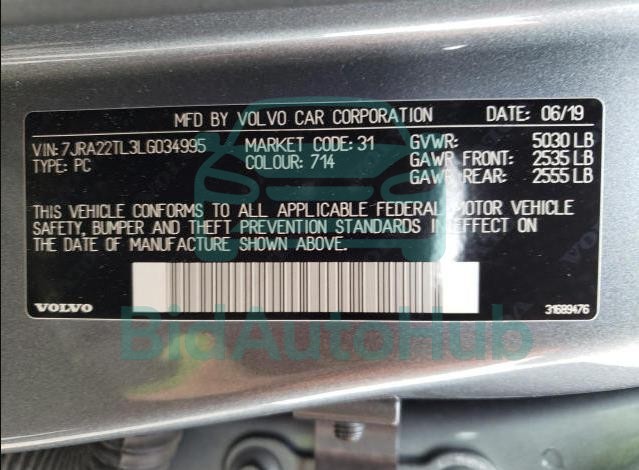 MFD BY VOLVO CAR CORPORATION DATE: 06/19
VIN: 7JRA22TL3LG034995 MARKET CODE: 31 GVWR: 5030 LB
TYPE: PC COLOUR: 714 GAWR FRONT: 2535 LB
GAWR REAR: 2555 LB
THIS VEHICLE CONFORMS TO ALL APPLICABLE FEDERAL MOTOR VEHICLE
SAFETY, BUMPER AND THEFT PREVENTION STANDARDS IN EFFECT ON
THE DATE OF MANUFACTURE SHOWN ABOVE.
VOLVO 31689476
BidAutoHub